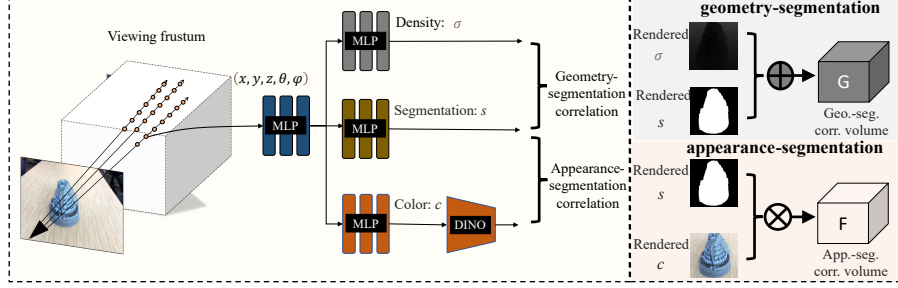 Viewing frustum
(x, y, z, θ, φ)
MLP
Density: σ
MLP
Segmentation: s
MLP
Color: c
MLP
DINO
Geometry-
segmentation
correlation
Appearance-
segmentation
correlation
geometry-segmentation
Rendered
σ
Rendered
s
G
Geo.-seg.
corr. volume
appearance-segmentation
Rendered
s
Rendered
c
F
App.-seg.
corr. volume